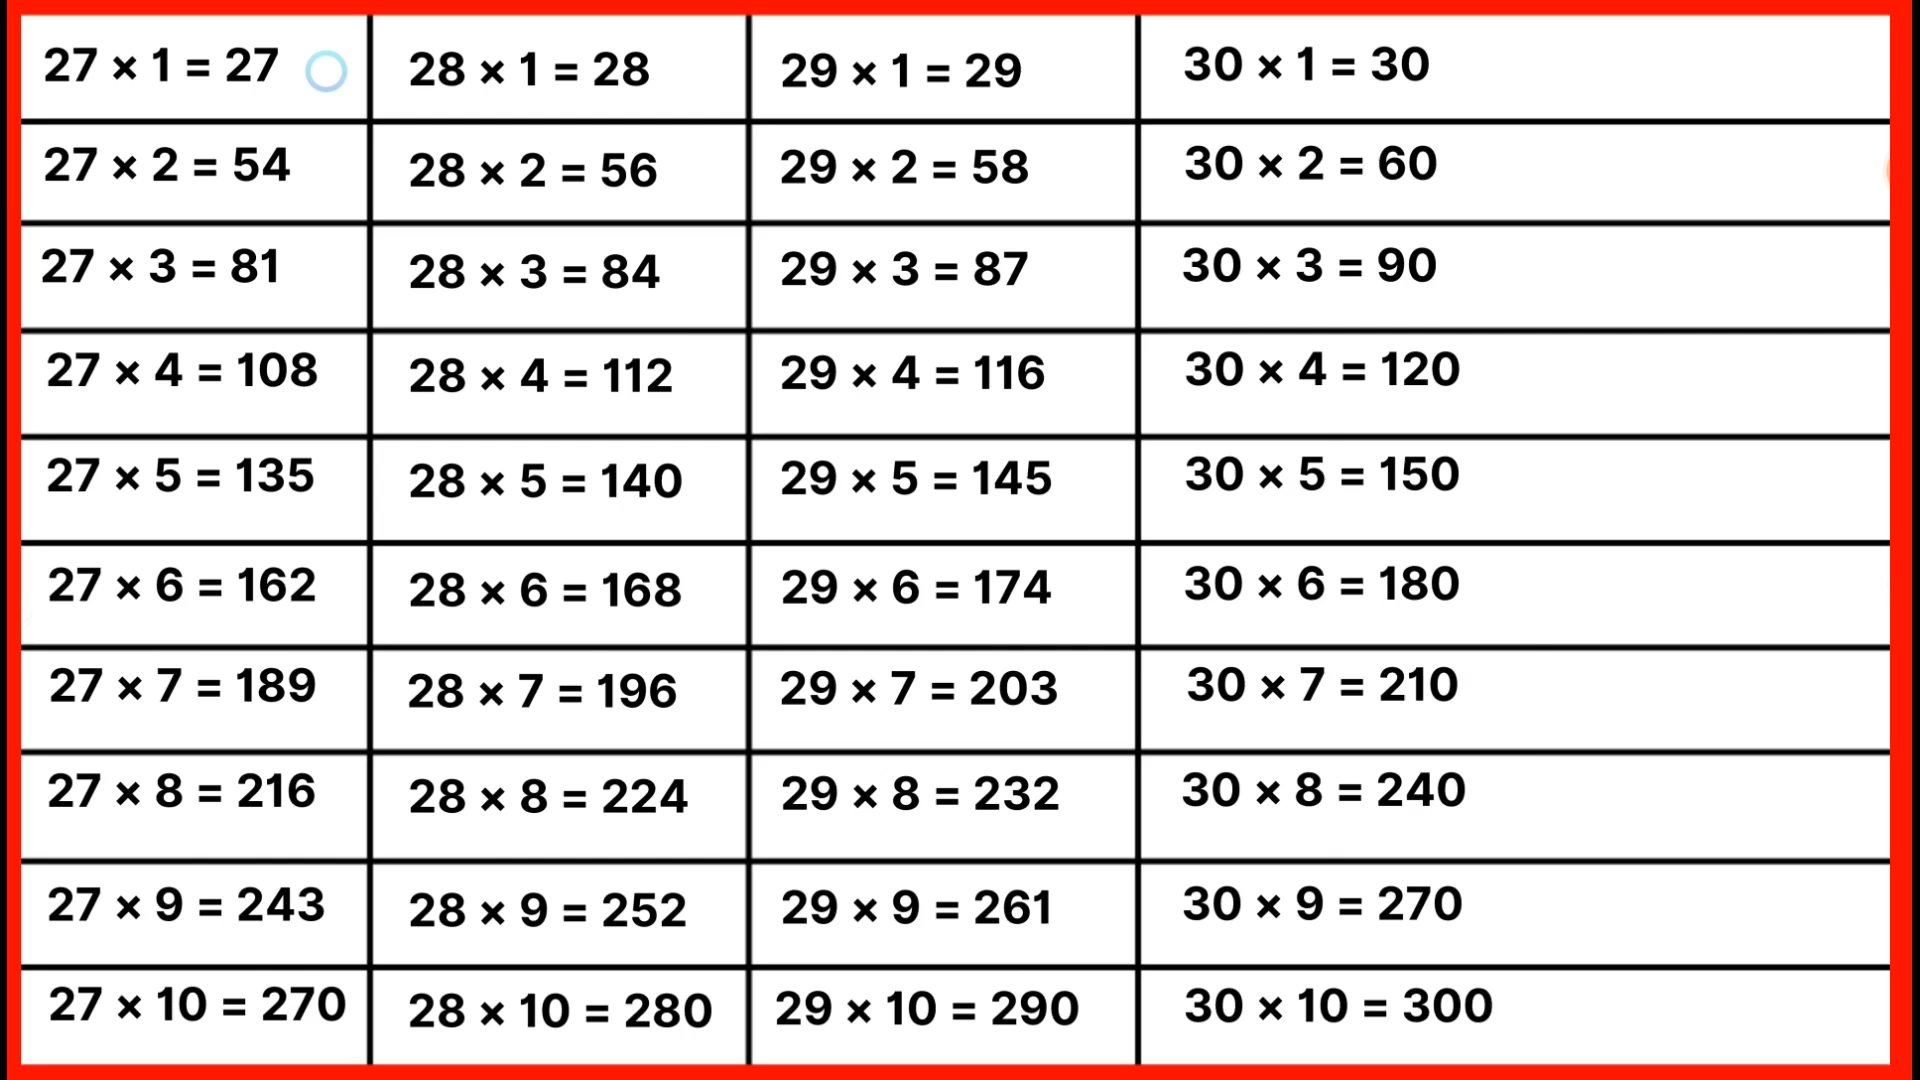 27 × 1 = 27 28 × 1 = 28 29 × 1 = 29 30 × 1 = 30
27 × 2 = 54 28 × 2 = 56 29 × 2 = 58 30 × 2 = 60
27 × 3 = 81 28 × 3 = 84 29 × 3 = 87 30 × 3 = 90
27 × 4 = 108 28 × 4 = 112 29 × 4 = 116 30 × 4 = 120
27 × 5 = 135 28 × 5 = 140 29 × 5 = 145 30 × 5 = 150
27 × 6 = 162 28 × 6 = 168 29 × 6 = 174 30 × 6 = 180
27 × 7 = 189 28 × 7 = 196 29 × 7 = 203 30 × 7 = 210
27 × 8 = 216 28 × 8 = 224 29 × 8 = 232 30 × 8 = 240
27 × 9 = 243 28 × 9 = 252 29 × 9 = 261 30 × 9 = 270
27 × 10 = 270 28 × 10 = 280 29 × 10 = 290 30 × 10 = 300